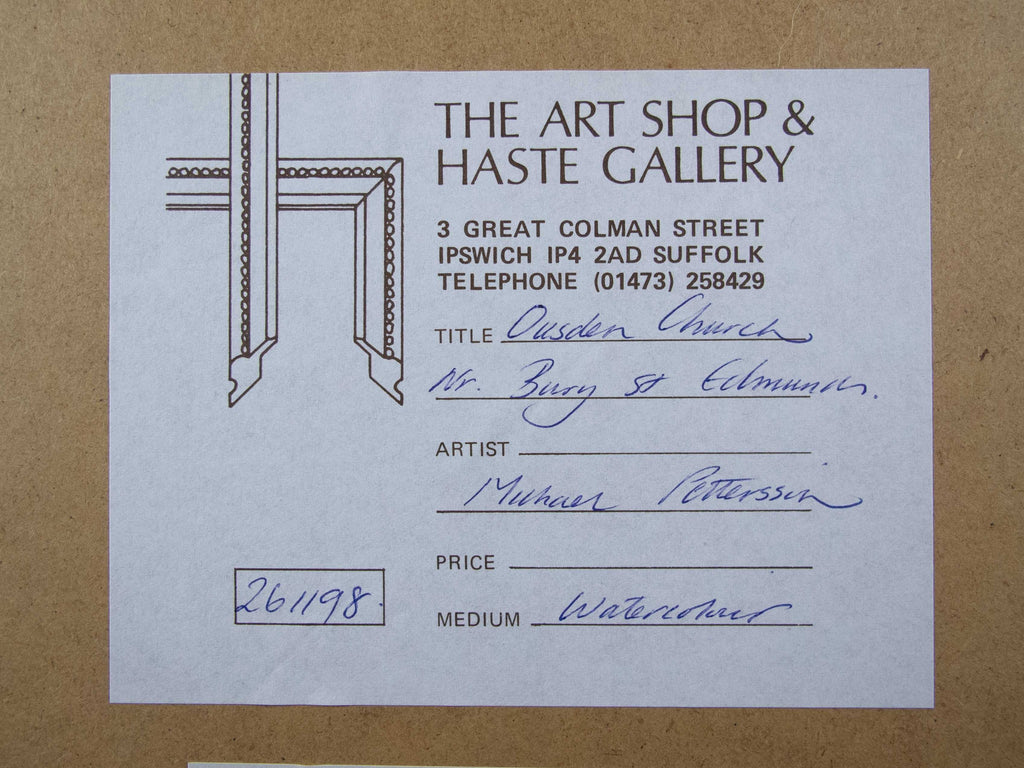 THE ART SHOP &
HASTE GALLERY
3 GREAT COLMAN STREET
IPSWICH IP4 2AD SUFFOLK
TELEPHONE (01473) 258429
TITLE Ousden Church
Nr. Bury St Edmunds.
ARTIST
Michael Petterssin
PRICE
261198.
MEDIUM Watercolour